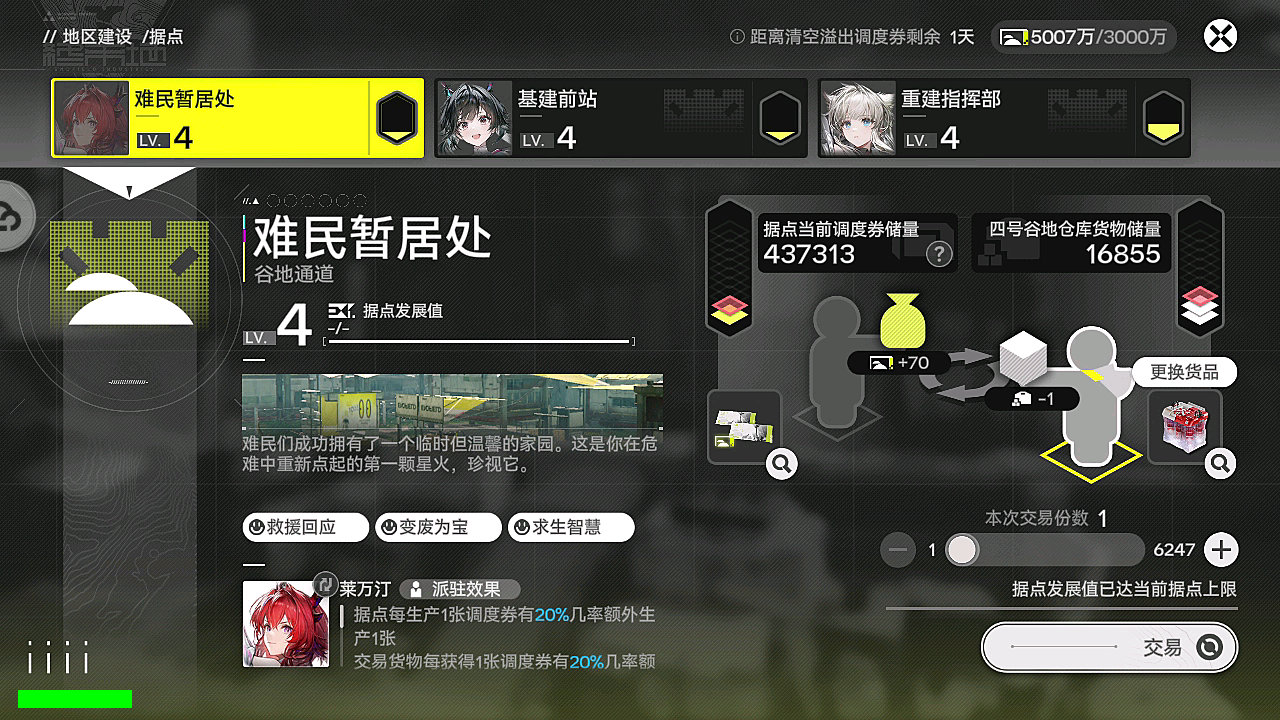 // 地区建设 /据点
距离清空溢出调度券剩余 1天
5007万/3000万
难民暂居处
LV. 4
基建前站
LV. 4
重建指挥部
LV. 4
难民暂居处
谷地通道
LV. 4
据点发展值
-/-
难民们成功拥有了一个临时但温馨的家园。这是你在危
难中重新点起的第一颗星火，珍视它。
救援回应
变废为宝
求生智慧
莱万汀
派驻效果
据点每生产1张调度券有20%几率额外生
产1张
交易货物每获得1张调度券有20%几率额
据点当前调度券储量
437313
?
四号谷地仓库货物储量
16855
+70
-1
更换货品
本次交易份数 1
1
6247
据点发展值已达当前据点上限
交易